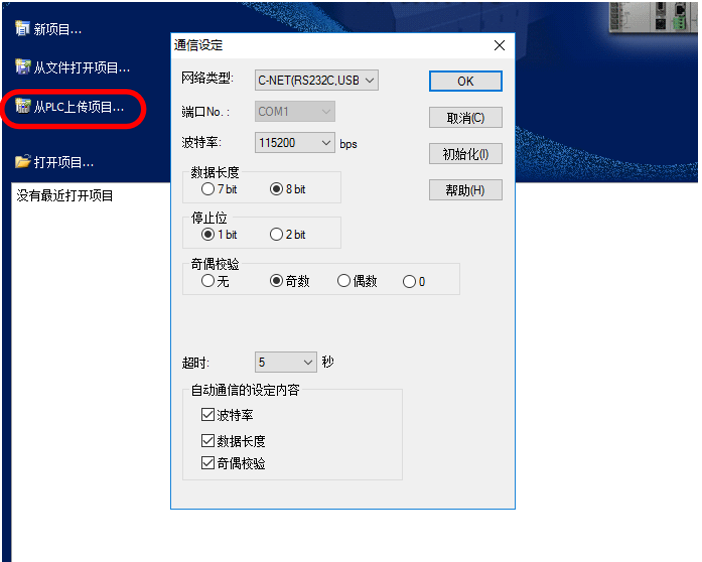 新项目...
从文件打开项目...
从PLC上传项目...
打开项目...
没有最近打开项目
通信设定
网络类型: C-NET(RS232C,USB
端口No.: COM1
波特率: 115200 bps
数据长度
7 bit 8 bit
停止位
1 bit 2 bit
奇偶校验
无 奇数 偶数 0
超时: 5 秒
自动通信的设定内容
波特率
数据长度
奇偶校验
OK
取消(C)
初始化(I)
帮助(H)